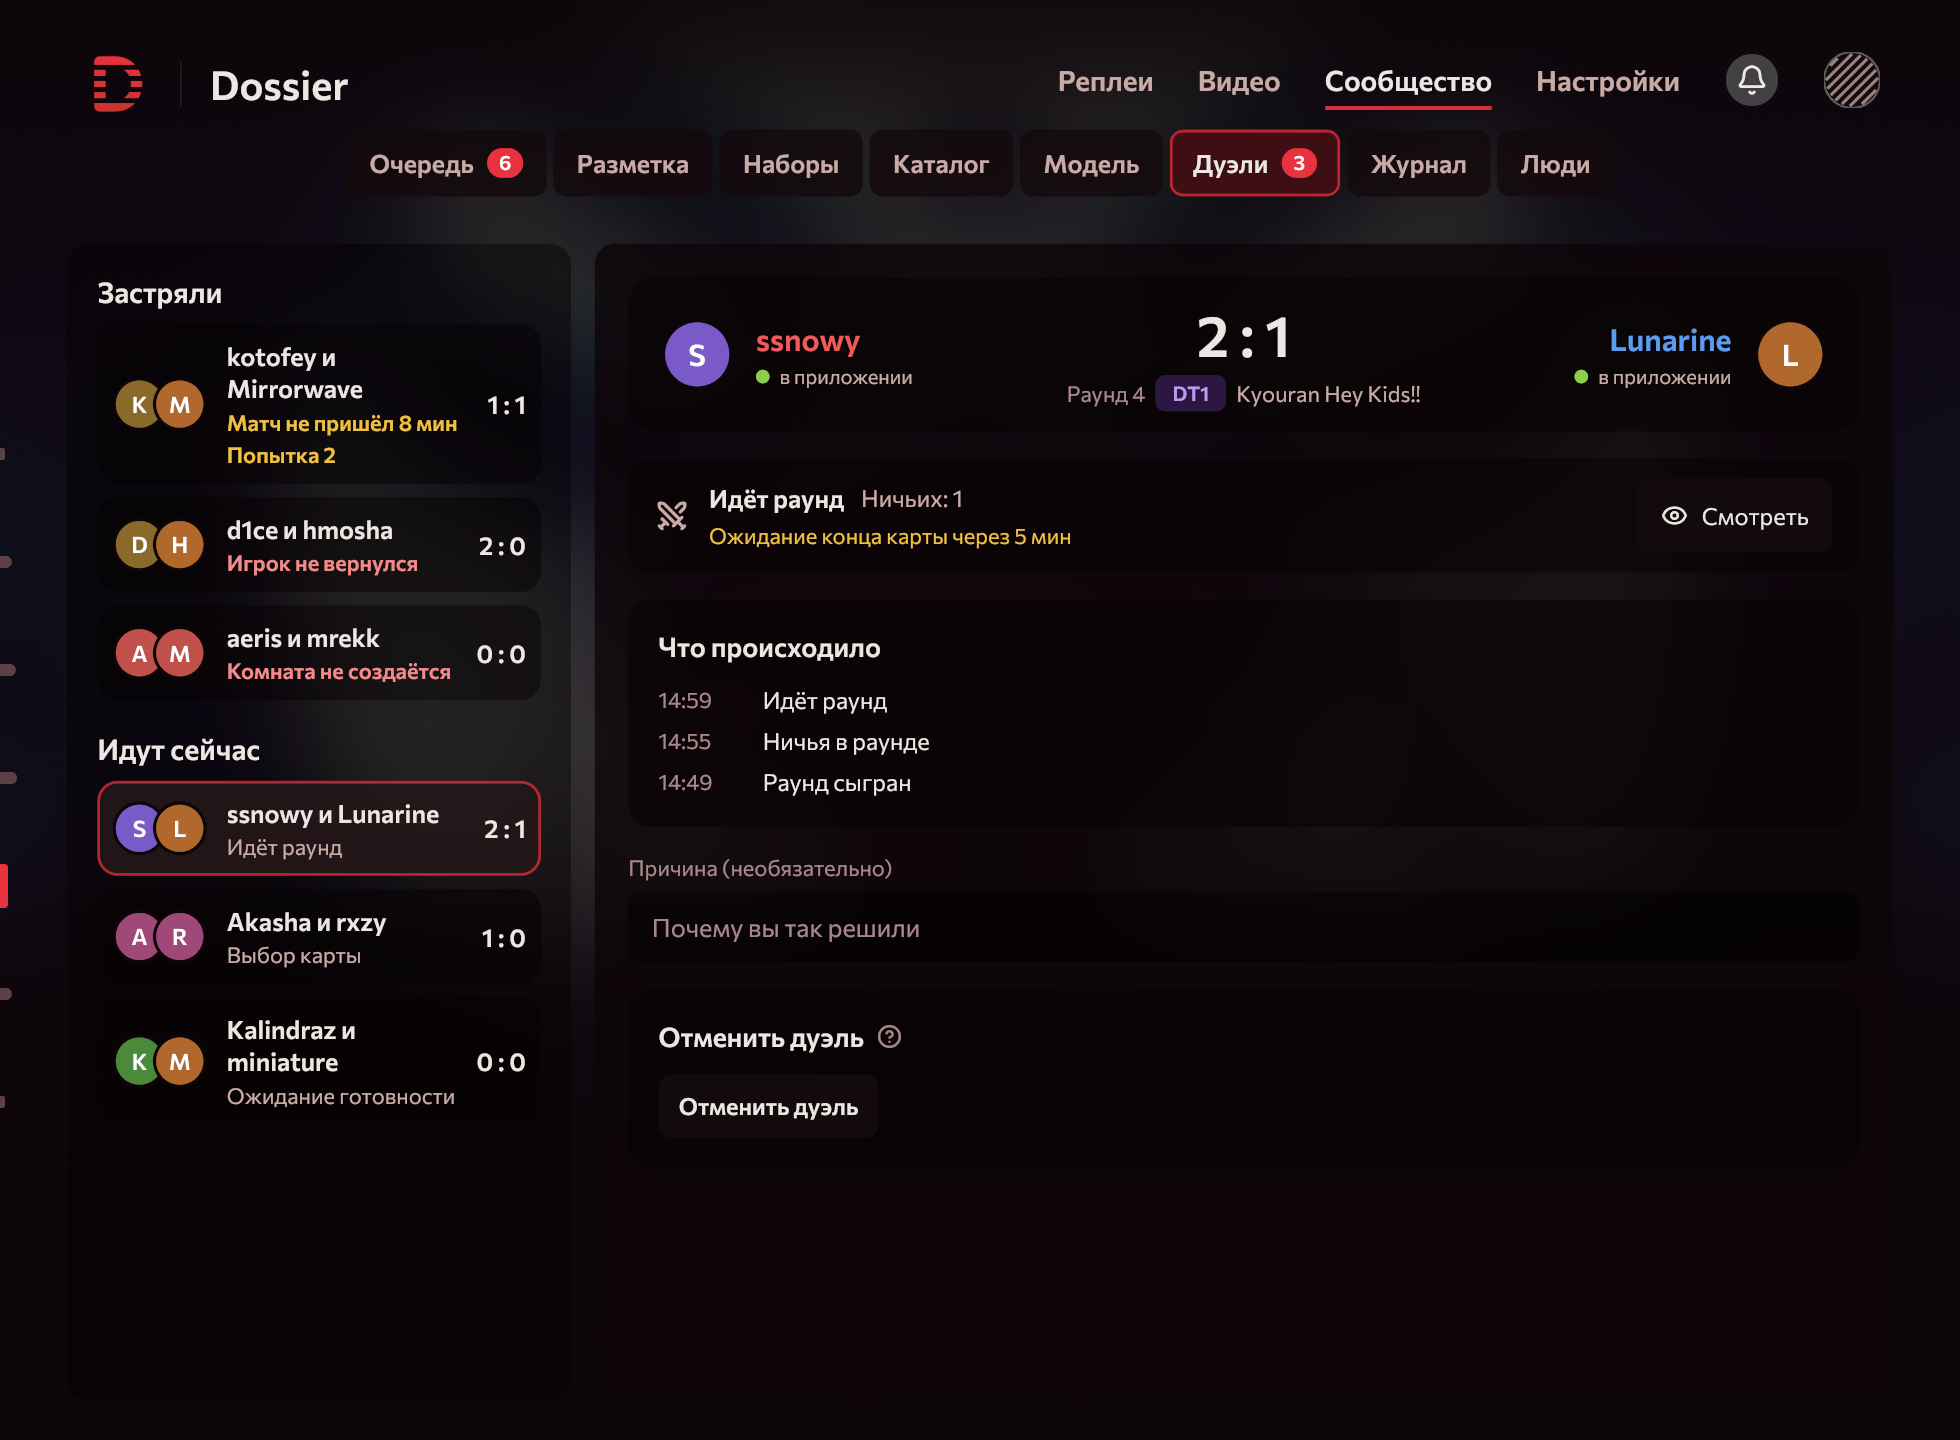 Dossier
Реплеи
Видео
Сообщество
Настройки
Очередь 6
Разметка
Наборы
Каталог
Модель
Дуэли 3
Журнал
Люди
Застряли
K M
kotofey и
Mirrorwave
Матч не пришёл 8 мин
Попытка 2
1:1
D H
d1ce и hmosha
Игрок не вернулся
2:0
A M
aeris и mrekk
Комната не создаётся
0:0
Идут сейчас
S L
ssnowy и Lunarine
Идёт раунд
2:1
A R
Akasha и rxzy
Выбор карты
1:0
K M
Kalindraz и
miniature
Ожидание готовности
0:0
S
ssnowy
в приложении
2:1
Раунд 4 DT1 Kyouran Hey Kids!!
Lunarine
в приложении
L
Идёт раунд Ничьих: 1
Ожидание конца карты через 5 мин
Смотреть
Что происходило
14:59 Идёт раунд
14:55 Ничья в раунде
14:49 Раунд сыгран
Причина (необязательно)
Почему вы так решили
Отменить дуэль ?
Отменить дуэль